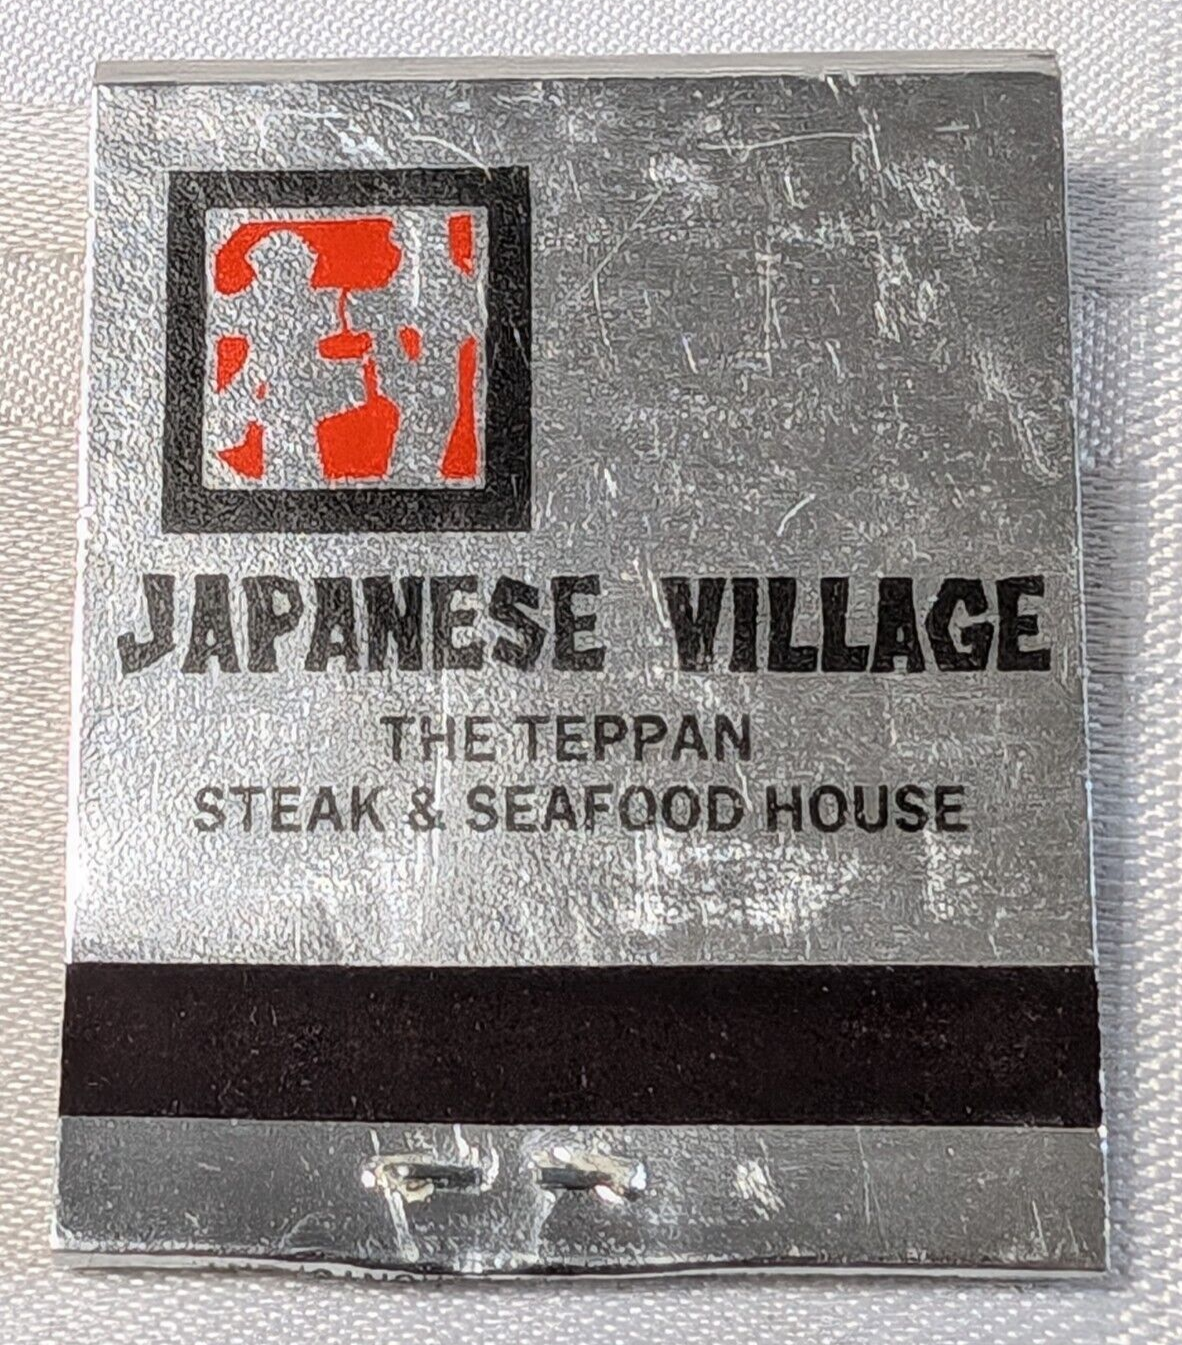 JAPANESE VILLAGE
THE TEPPAN
STEAK & SEAFOOD HOUSE